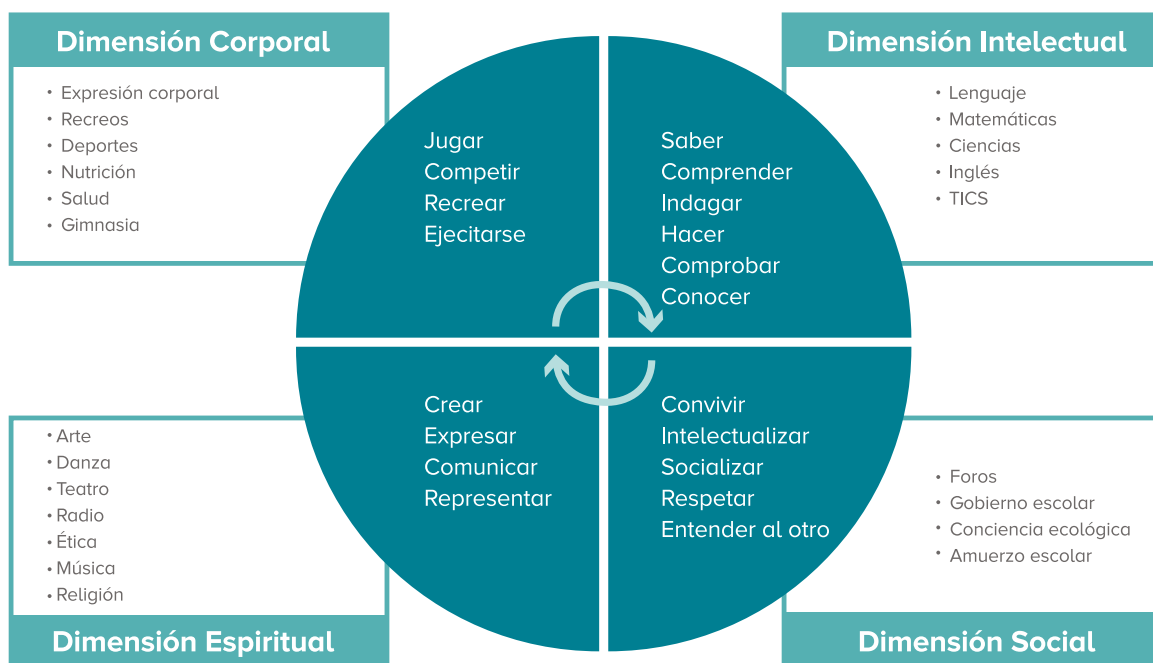 Dimensión Corporal
• Expresión corporal
• Recreos
• Deportes
• Nutrición
• Salud
• Gimnasia
Jugar
Competir
Recrear
Ejecitarse
Saber
Comprender
Indagar
Hacer
Comprobar
Conocer
Dimensión Intelectual
• Lenguaje
• Matemáticas
• Ciencias
• Inglés
• TICS
• Arte
• Danza
• Teatro
• Radio
• Ética
• Música
• Religión
Dimensión Espiritual
Crear
Expresar
Comunicar
Representar
Convivir
Intelectualizar
Socializar
Respetar
Entender al otro
• Foros
• Gobierno escolar
• Conciencia ecológica
• Amuerzo escolar
Dimensión Social